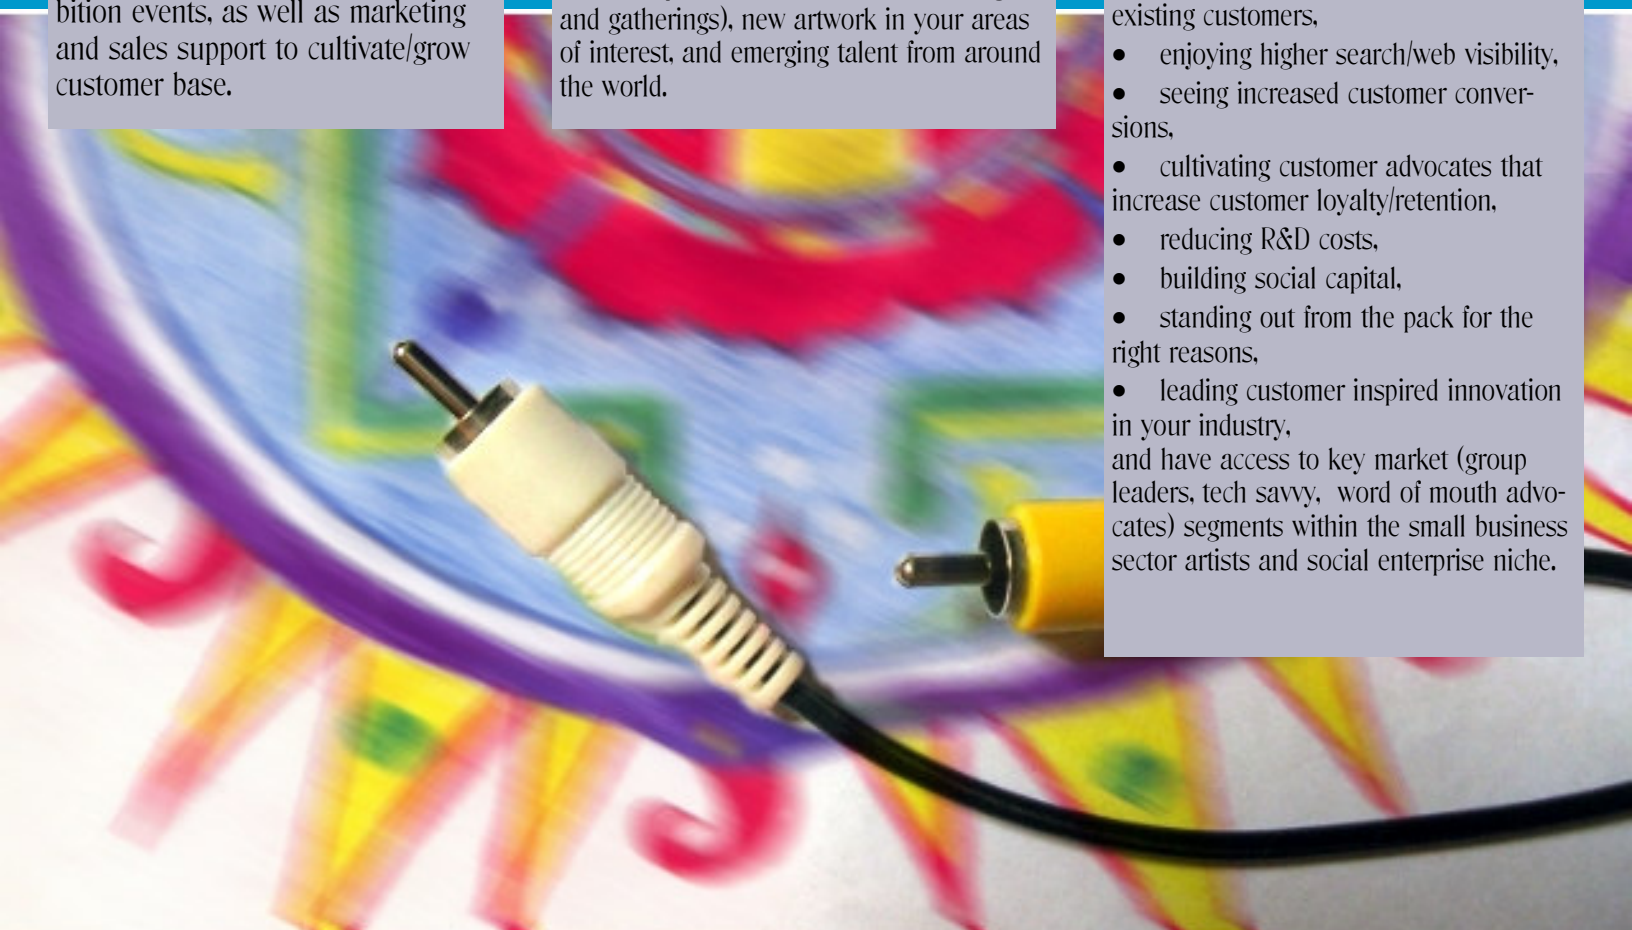 bition events, as well as marketing
and sales support to cultivate/grow
customer base.
and gatherings), new artwork in your areas
of interest, and emerging talent from around
the world.
existing customers,
• enjoying higher search/web visibility,
• seeing increased customer conver-
sions,
• cultivating customer advocates that
increase customer loyalty/retention,
• reducing R&D costs,
• building social capital,
• standing out from the pack for the
right reasons,
• leading customer inspired innovation
in your industry,
and have access to key market (group
leaders, tech savvy, word of mouth advo-
cates) segments within the small business
sector artists and social enterprise niche.